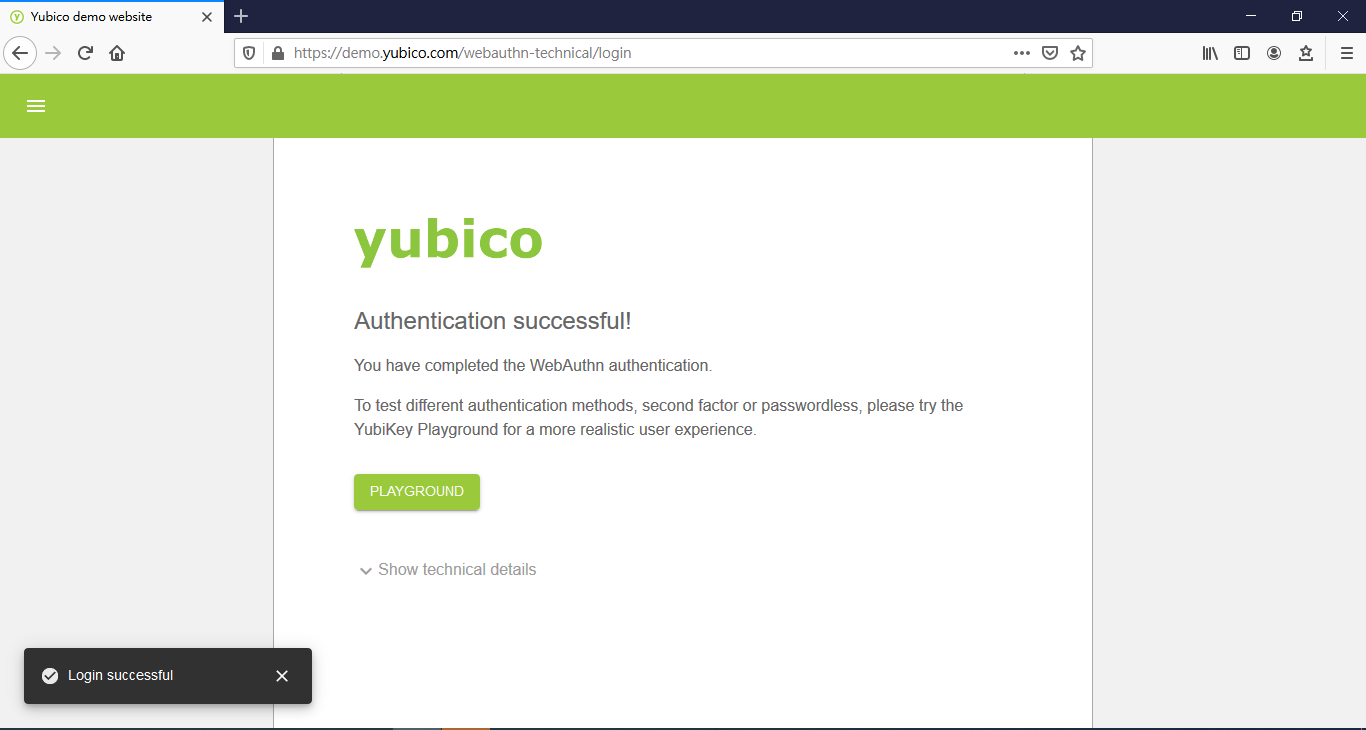 Yubico demo website
https://demo.yubico.com/webauthn-technical/login
yubico
Authentication successful!
You have completed the WebAuthn authentication.
To test different authentication methods, second factor or passwordless, please try the
YubiKey Playground for a more realistic user experience.
PLAYGROUND
Show technical details
Login successful